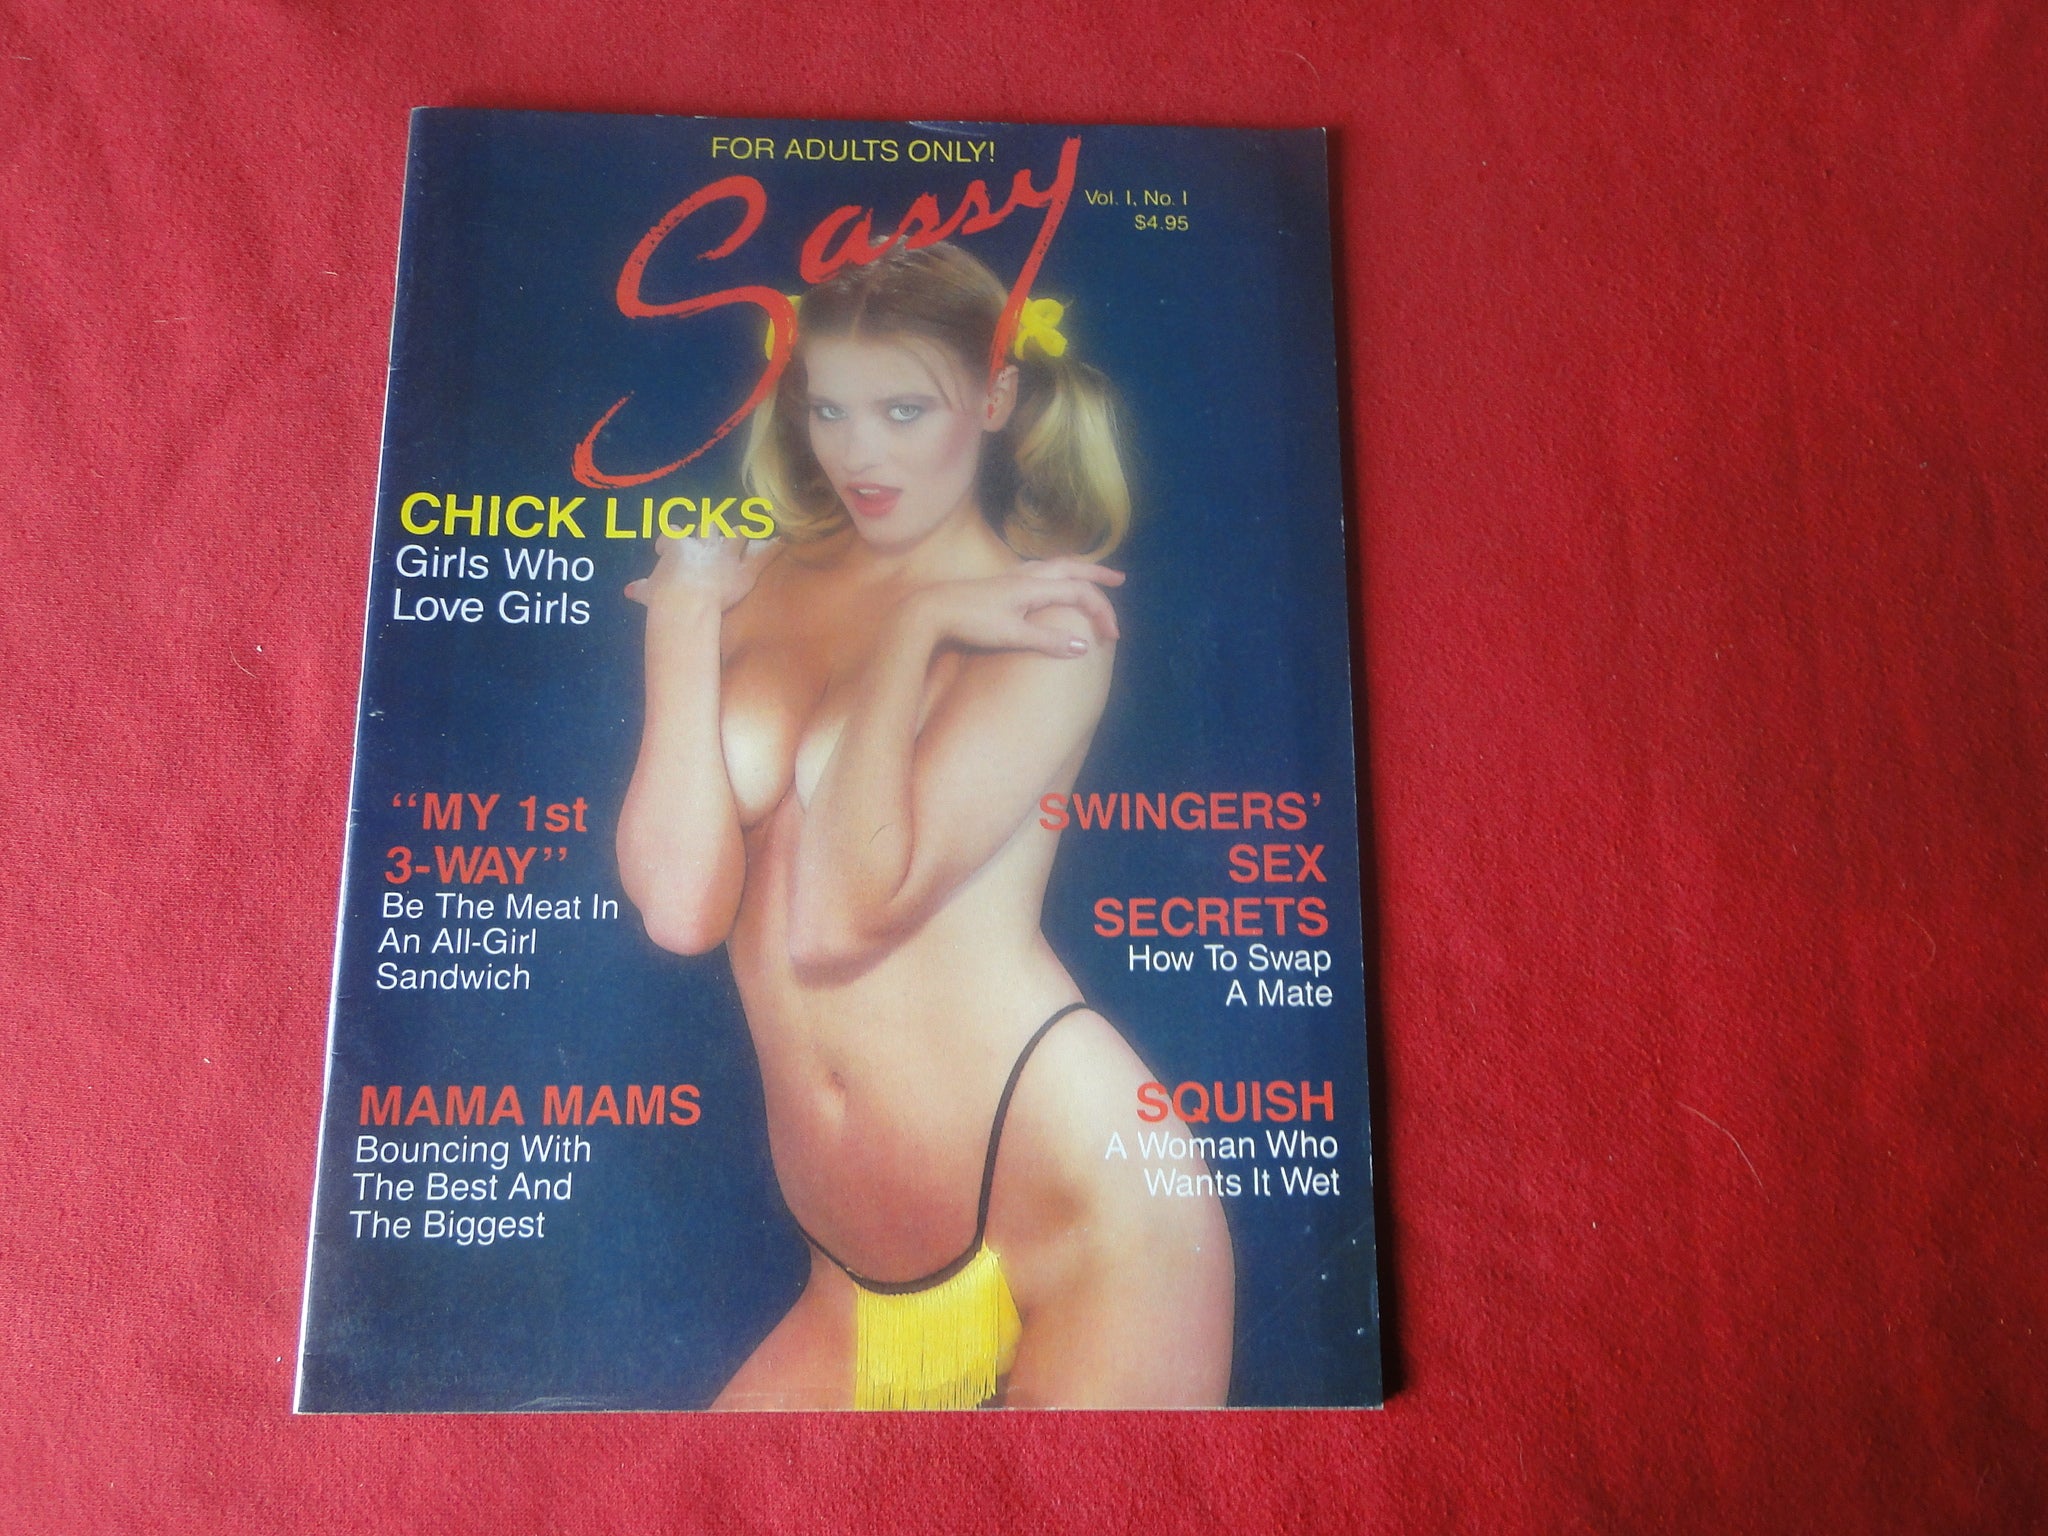 FOR ADULTS ONLY!
Sassy
Vol. I, No. I
$4.95
CHICK LICKS
Girls Who
Love Girls
“MY 1st
3-WAY”
Be The Meat In
An All-Girl
Sandwich
SWINGERS’
SEX
SECRETS
How To Swap
A Mate
MAMA MAMS
Bouncing With
The Best And
The Biggest
SQUISH
A Woman Who
Wants It Wet